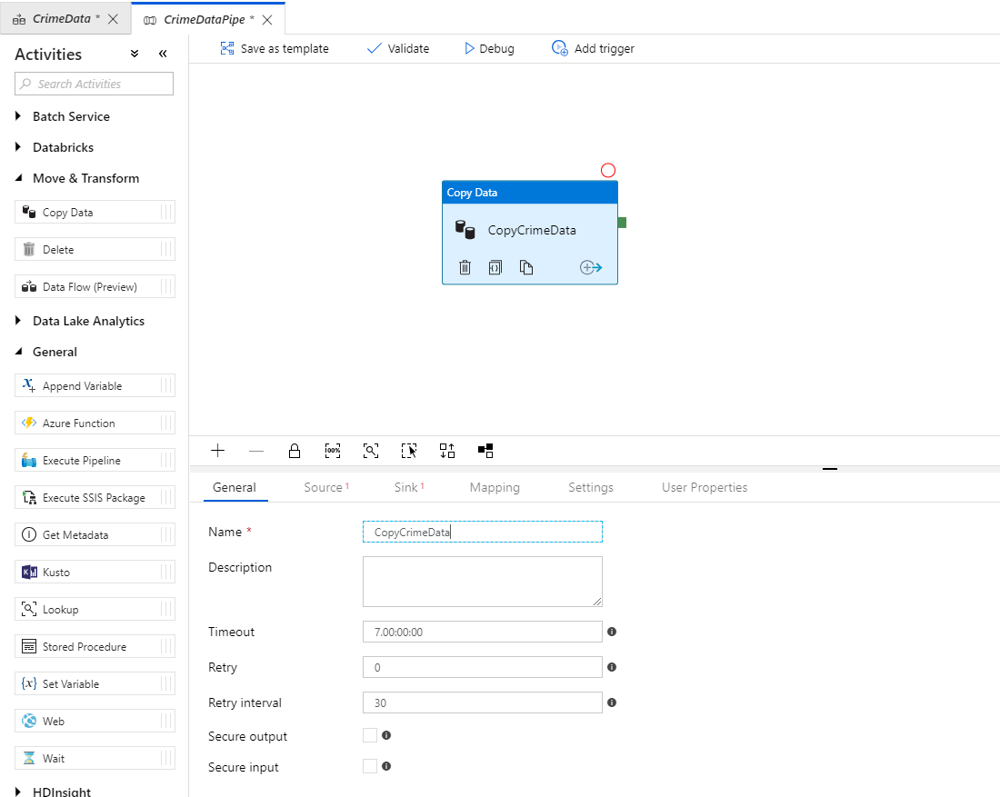 CrimeData *
CrimeDataPipe *
Activities
Search Activities
Batch Service
Databricks
Move & Transform
Copy Data
Delete
Data Flow (Preview)
Data Lake Analytics
General
Append Variable
Azure Function
Execute Pipeline
Execute SSIS Package
Get Metadata
Kusto
Lookup
Stored Procedure
Set Variable
Web
Wait
HDInsight
Save as template
Validate
Debug
Add trigger
Copy Data
CopyCrimeData
100%
General
Source 1
Sink 1
Mapping
Settings
User Properties
Name *
CopyCrimeData
Description
Timeout
7.00:00:00
Retry
0
Retry interval
30
Secure output
Secure input